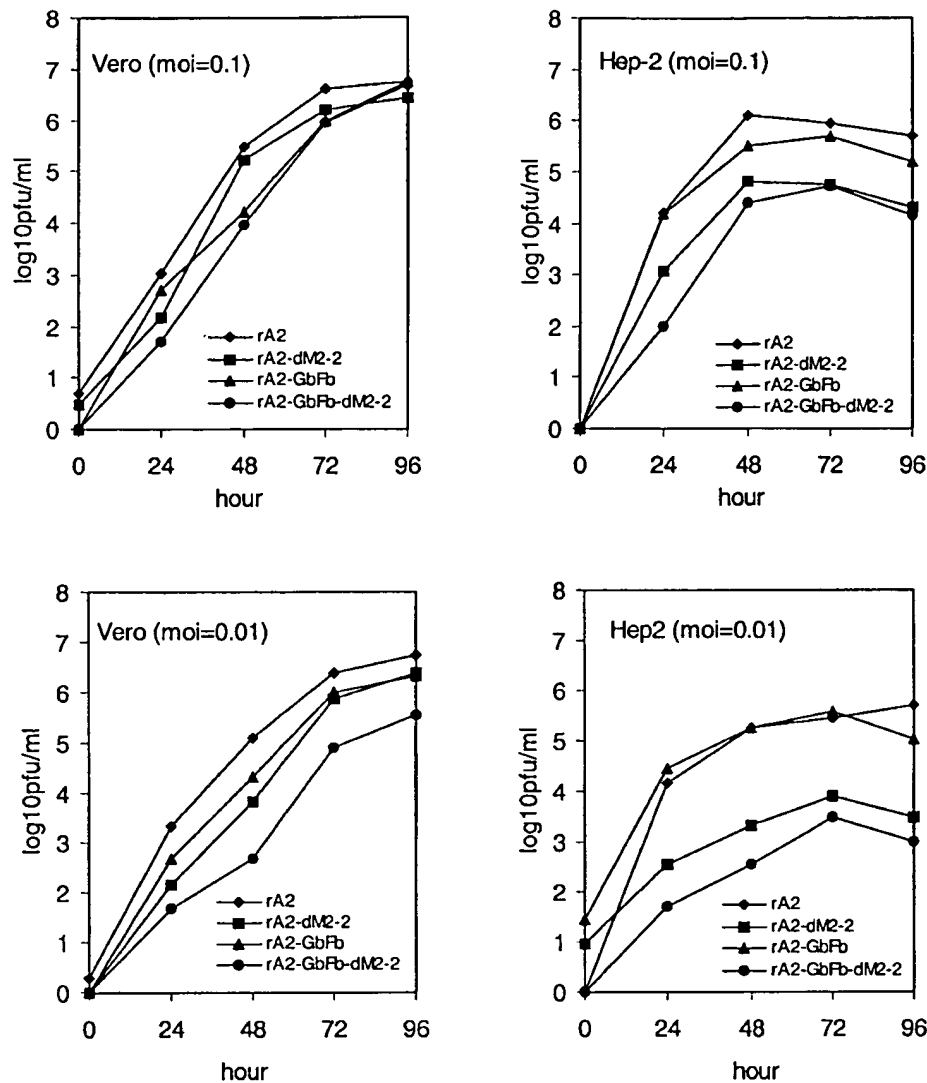 Vero (moi=0.1)
log10pfu/ml
8
7
6
5
4
3
2
1
0
rA2
rA2-dM2-2
rA2-GbFb
rA2-GbFb-dM2-2
0 24 48 72 96
hour
Hep-2 (moi=0.1)
log10pfu/ml
8
7
6
5
4
3
2
1
0
rA2
rA2-dM2-2
rA2-GbFb
rA2-GbFb-dM2-2
0 24 48 72 96
hour
Vero (moi=0.01)
log10pfu/ml
8
7
6
5
4
3
2
1
0
rA2
rA2-dM2-2
rA2-GbFb
rA2-GbFb-dM2-2
0 24 48 72 96
hour
Hep2 (moi=0.01)
log10pfu/ml
8
7
6
5
4
3
2
1
0
rA2
rA2-dM2-2
rA2-GbFb
rA2-GbFb-dM2-2
0 24 48 72 96
hour